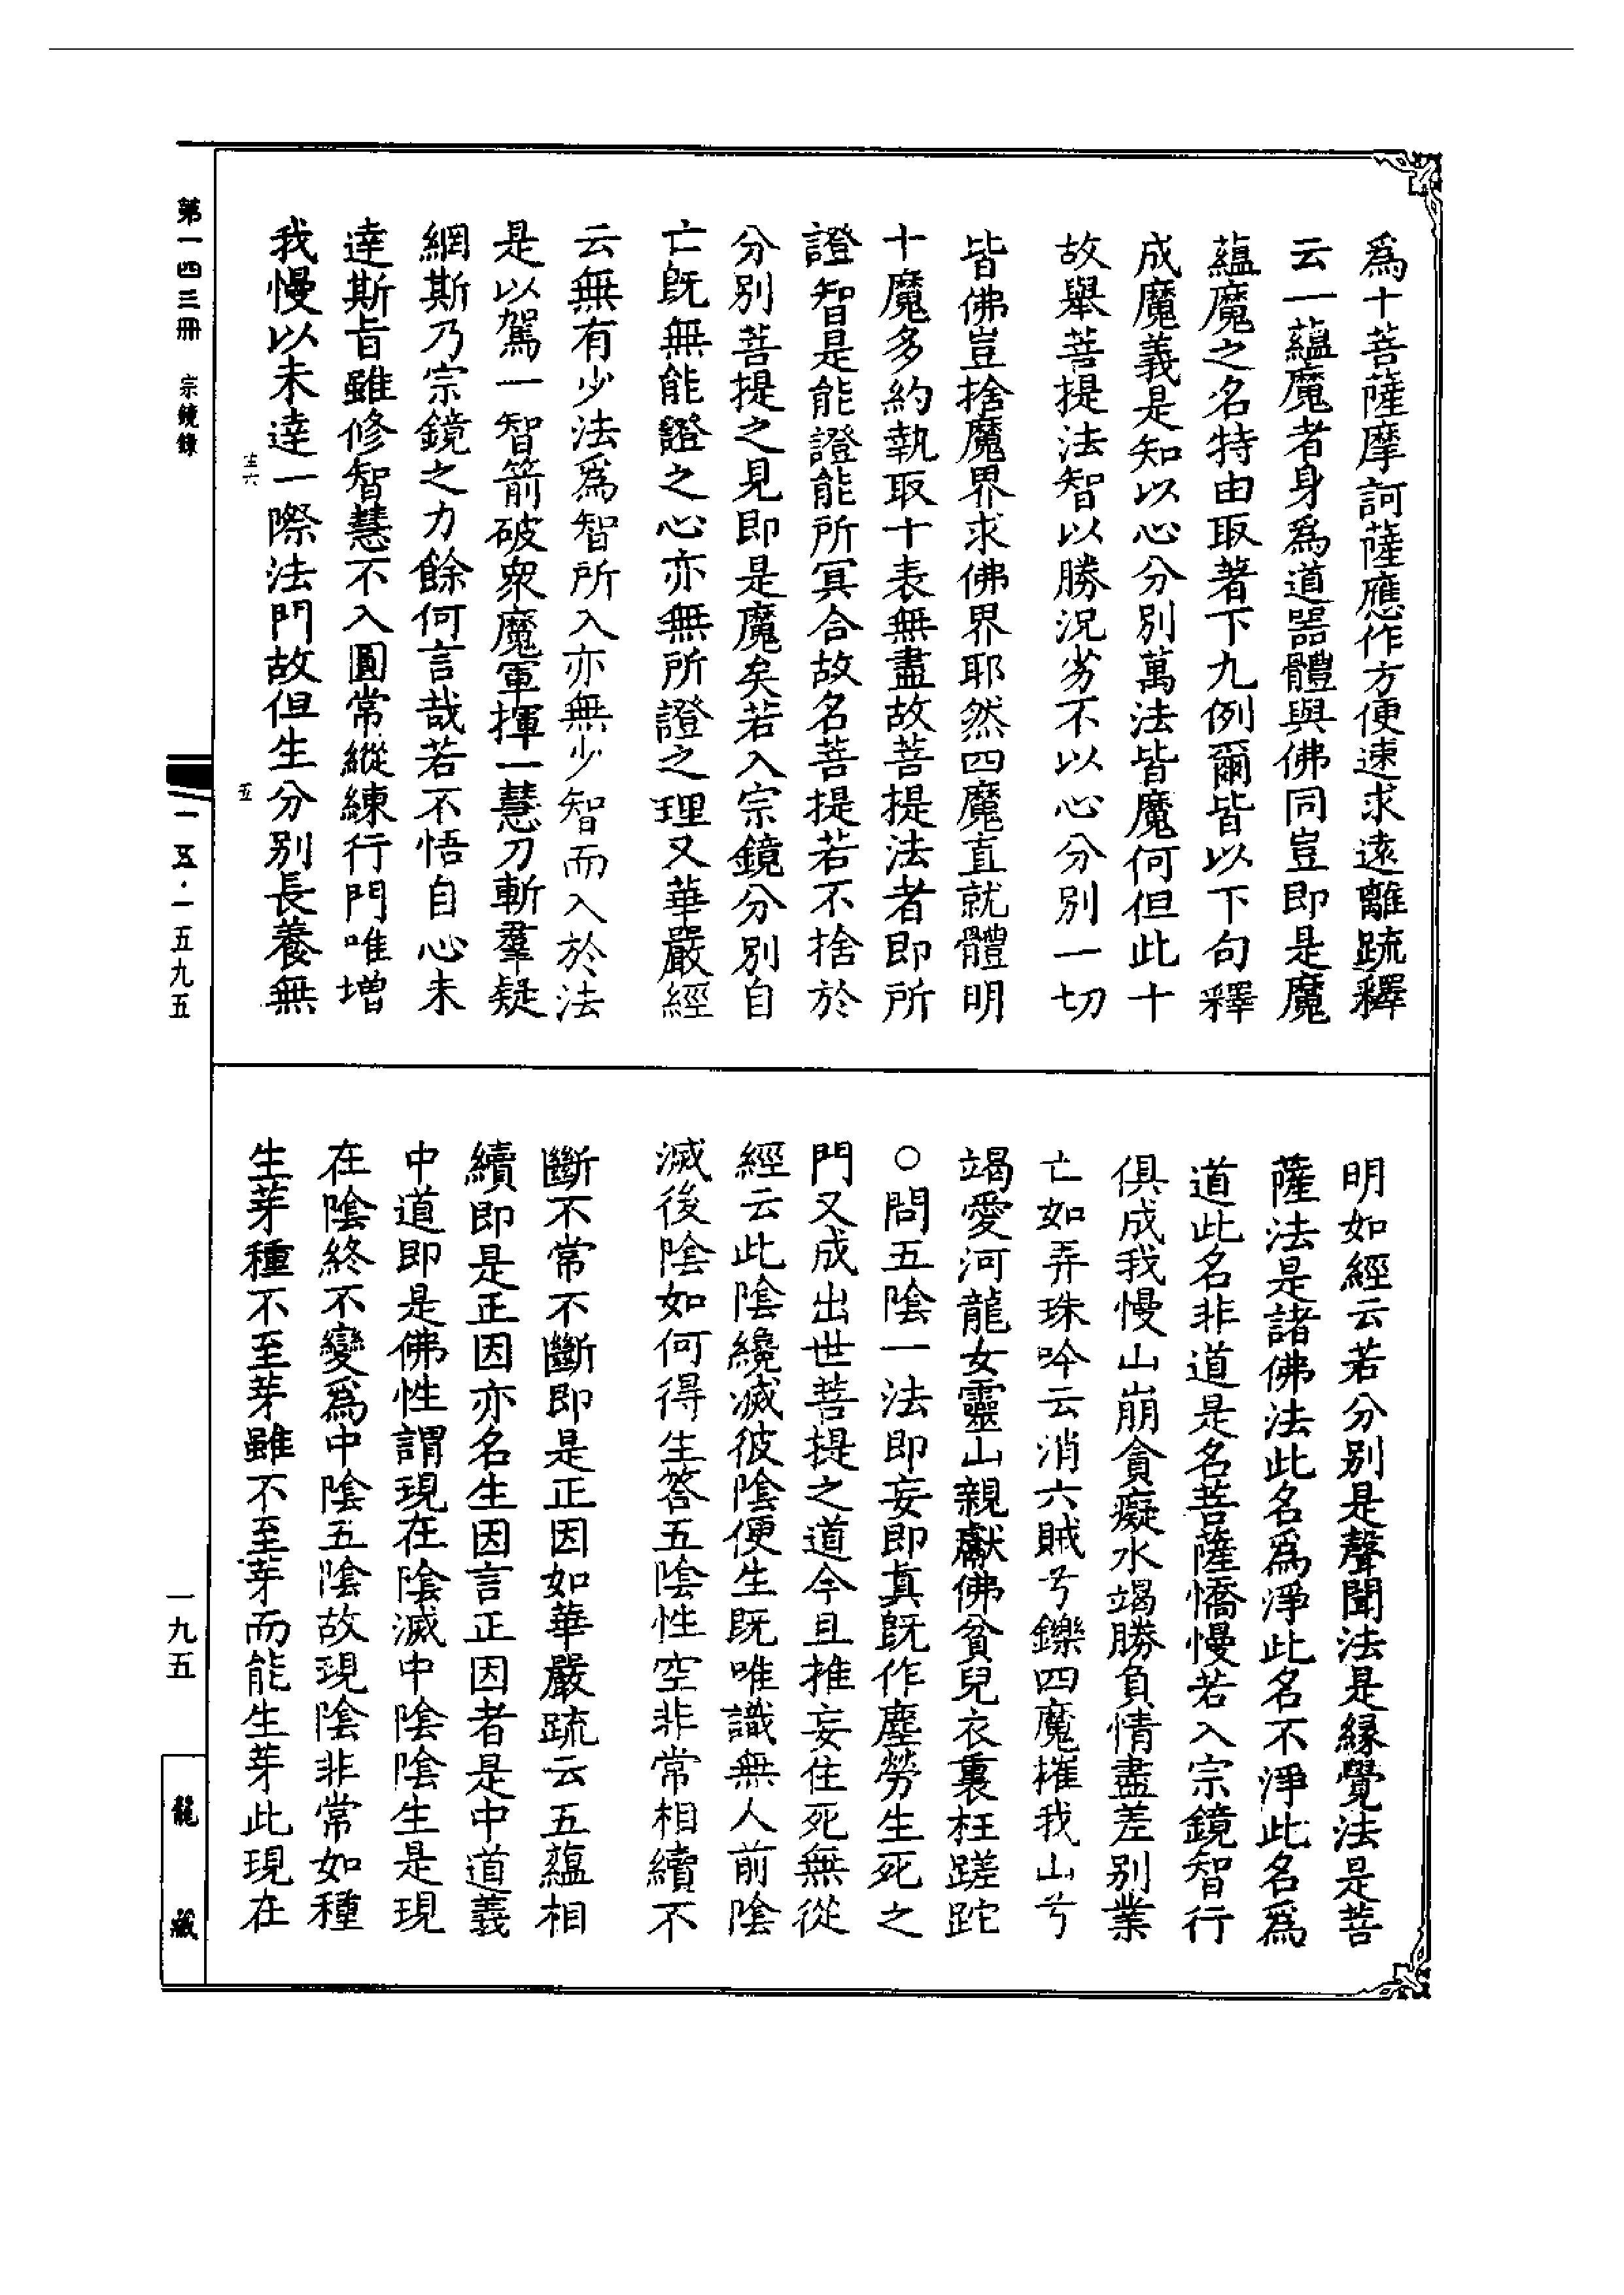 爲十菩薩摩訶薩應作方便速求遠離䟽釋
云一蘊魔者身爲道器體與佛同豈即是魔
蘊魔之名特由取著下九例爾皆以下句釋
成魔義是知以心分別萬法皆魔何但此十
故舉菩提法智以勝況劣不以心分別一切
皆佛豈捨魔界求佛界耶然四魔直就體明
十魔多約執取十表無盡故菩提法者即所
證智是能證能所冥合故名菩提若不捨於
分別菩提之見即是魔矣若入宗鏡分別自
亡旣無能證之心亦無所證之理又華嚴經
云無有少法爲智所入亦無少智而入於法
是以駕一智箭破衆魔軍揮一慧刀斬羣疑
網斯乃宗鏡之力餘何言哉若不悟自心未
達斯旨雖修智慧不入圓常縱練行門唯增
我慢以未達一際法門故但生分別長養無
明如經云若分別是聲聞法是緣覺法是菩
薩法是諸佛法此名爲淨此名不淨此名爲
道此名非道是名菩薩憍慢若入宗鏡智行
俱成我慢山崩貪癡水竭勝負情盡差別業
亡如弄珠吟云消六賊兮鑠四魔摧我山兮
竭愛河龍女靈山親獻佛貧兒衣裏枉蹉跎
○問五陰一法即妄即真旣作塵勞生死之
門又成出世菩提之道今且推妄住死無從
經云此陰纔滅彼陰便生旣唯識無人前陰
滅後陰如何得生答五陰性空非常相續不
斷不常不斷即是正因如華嚴疏云五蘊相
續即是正因亦名生因言正因者是中道義
中道即是佛性謂現在陰滅中陰陰生是現
在陰終不變爲中陰五陰故現陰非常如種
生芽種不至芽雖不至芽而能生芽此現在
第一四三冊 宗鏡錄
五
一一五·一五九五
一九五
龍藏